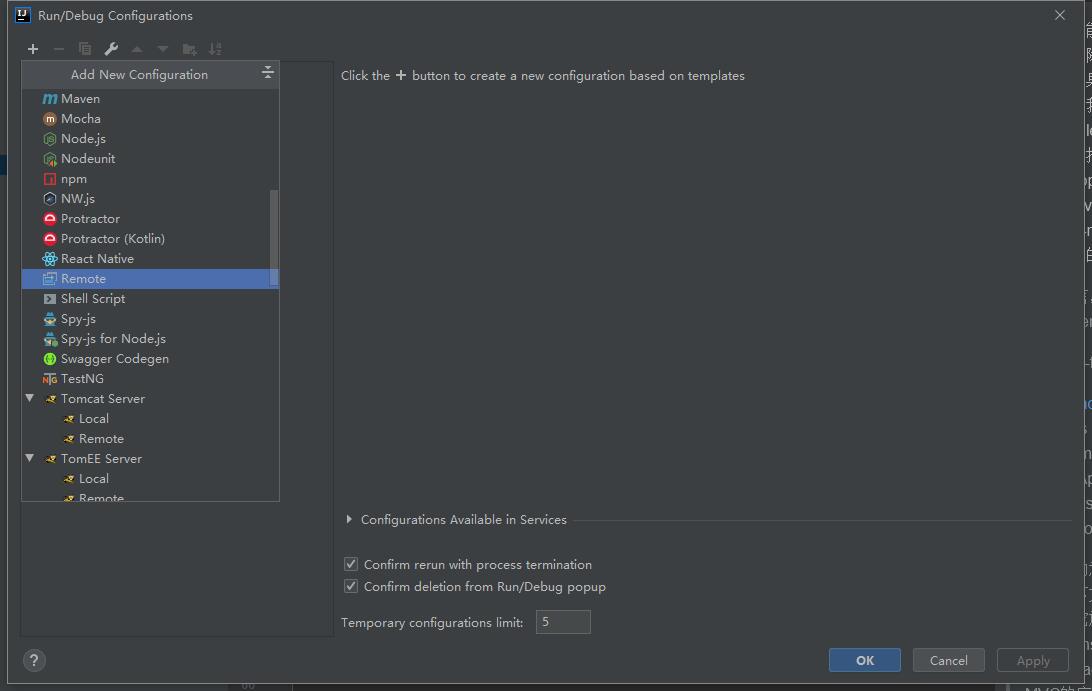 Run/Debug Configurations
Add New Configuration
Maven
Mocha
Node.js
Nodeunit
npm
NW.js
Protractor
Protractor (Kotlin)
React Native
Remote
Shell Script
Spy-js
Spy-js for Node.js
Swagger Codegen
TestNG
Tomcat Server
Local
Remote
TomEE Server
Local
Remote
Click the + button to create a new configuration based on templates
Configurations Available in Services
Confirm rerun with process termination
Confirm deletion from Run/Debug popup
Temporary configurations limit: 5
? OK Cancel Apply